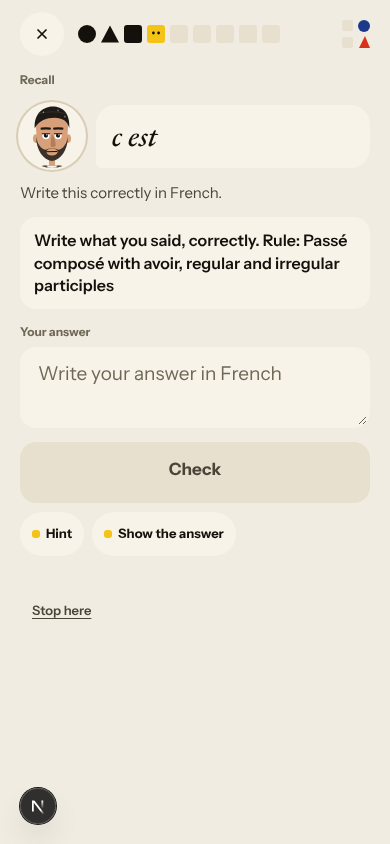 Recall
c est
Write this correctly in French.
Write what you said, correctly. Rule: Passé
composé with avoir, regular and irregular
participles
Your answer
Write your answer in French
Check
Hint
Show the answer
Stop here
N